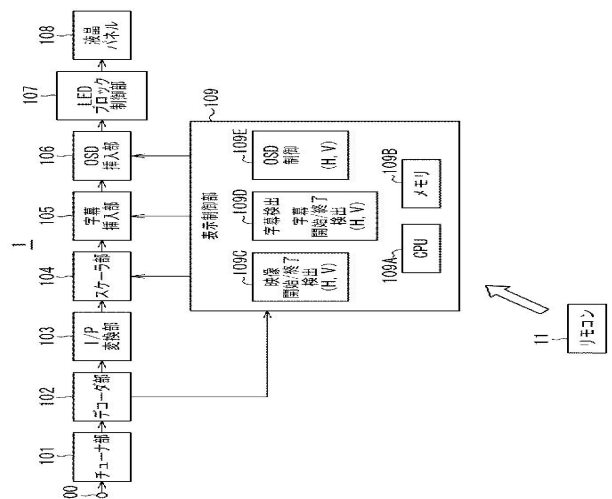 1
00
101
チューナ部
102
デコーダ部
103
I/P
変換部
104
スケーラ部
105
字幕
挿入部
106
OSD
挿入部
107
LED
ブロック
制御部
108
液晶
パネル
109
表示制御部
109C
映像
開始/終了
検出
(H, V)
109D
字幕検出
字幕
開始/終了
検出
(H, V)
109E
OSD
制御
(H, V)
109A
CPU
109B
メモリ
11
リモコン